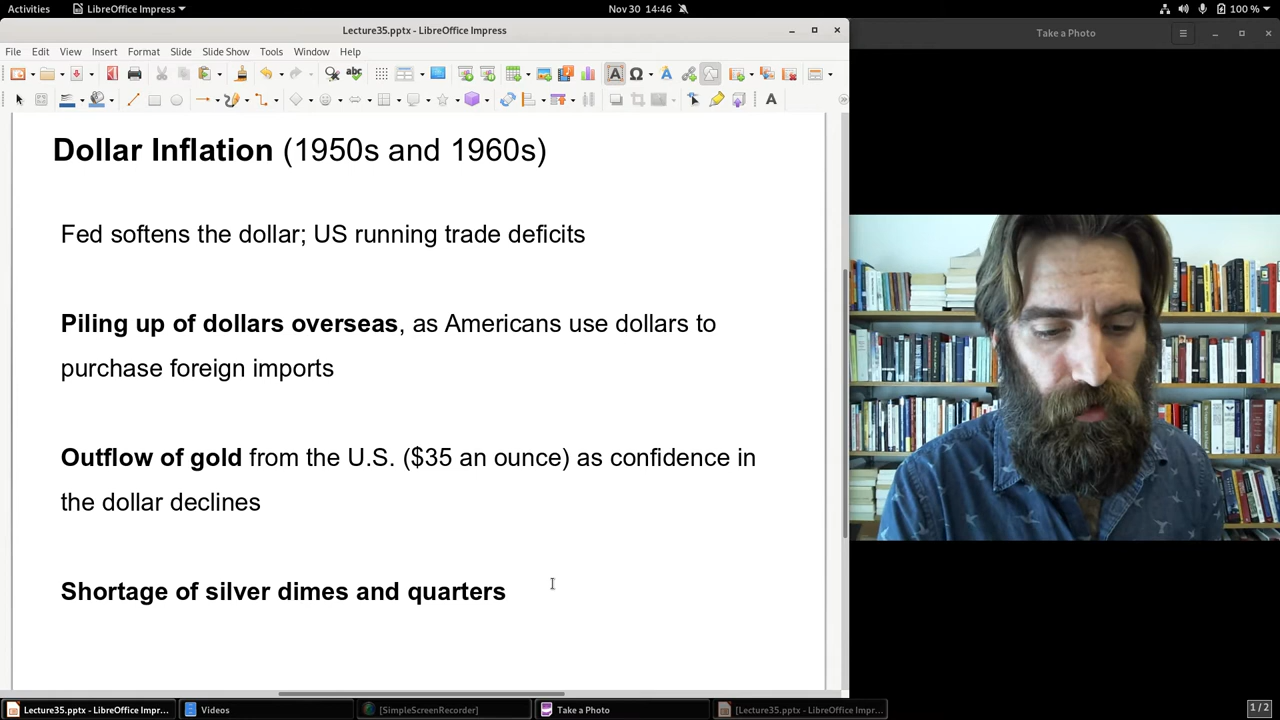 Activities LibreOffice Impress Nov 30 14:46 100 %
Lecture35.pptx - LibreOffice Impress
Take a Photo
File Edit View Insert Format Slide Slide Show Tools Window Help
Dollar Inflation (1950s and 1960s)
Fed softens the dollar; US running trade deficits
Piling up of dollars overseas, as Americans use dollars to
purchase foreign imports
Outflow of gold from the U.S. ($35 an ounce) as confidence in
the dollar declines
Shortage of silver dimes and quarters
Lecture35.pptx - LibreOffice Impr... Videos [SimpleScreenRecorder] Take a Photo [Lecture35.pptx - LibreOffice Impr... 1/2